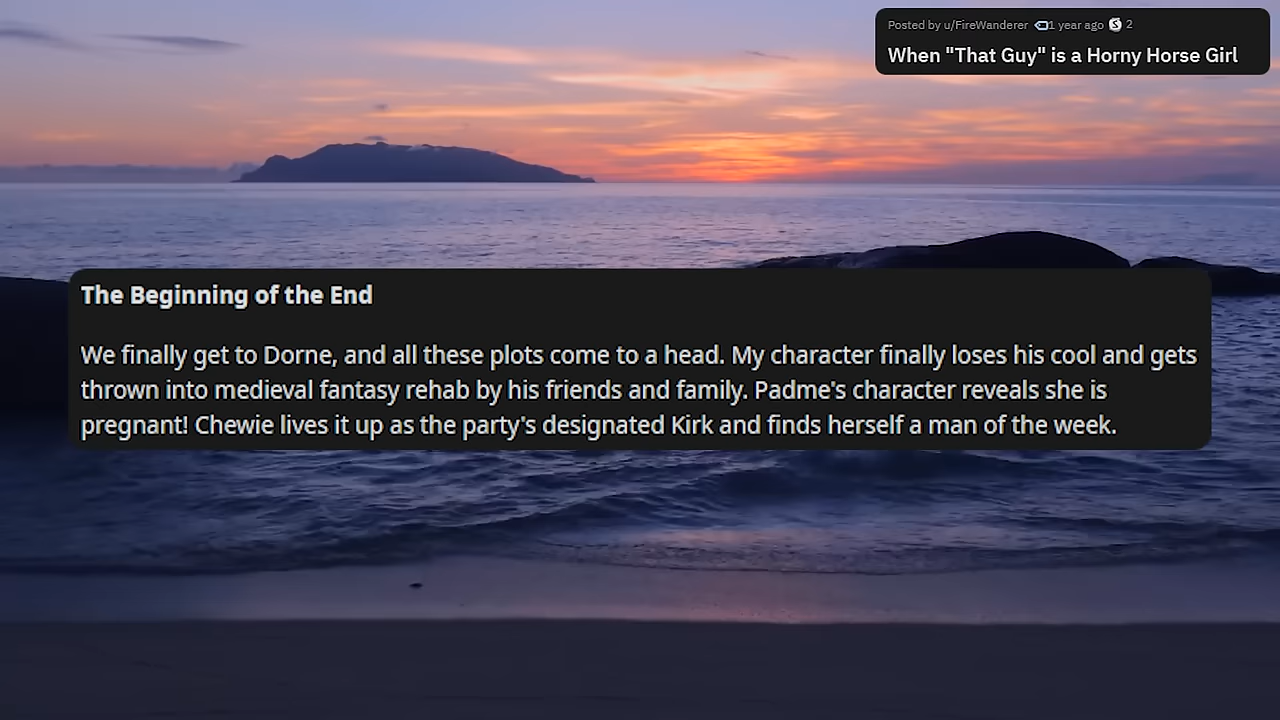 Posted by u/FireWanderer 1 year ago 2
When "That Guy" is a Horny Horse Girl
The Beginning of the End
We finally get to Dorne, and all these plots come to a head. My character finally loses his cool and gets
thrown into medieval fantasy rehab by his friends and family. Padme's character reveals she is
pregnant! Chewie lives it up as the party's designated Kirk and finds herself a man of the week.